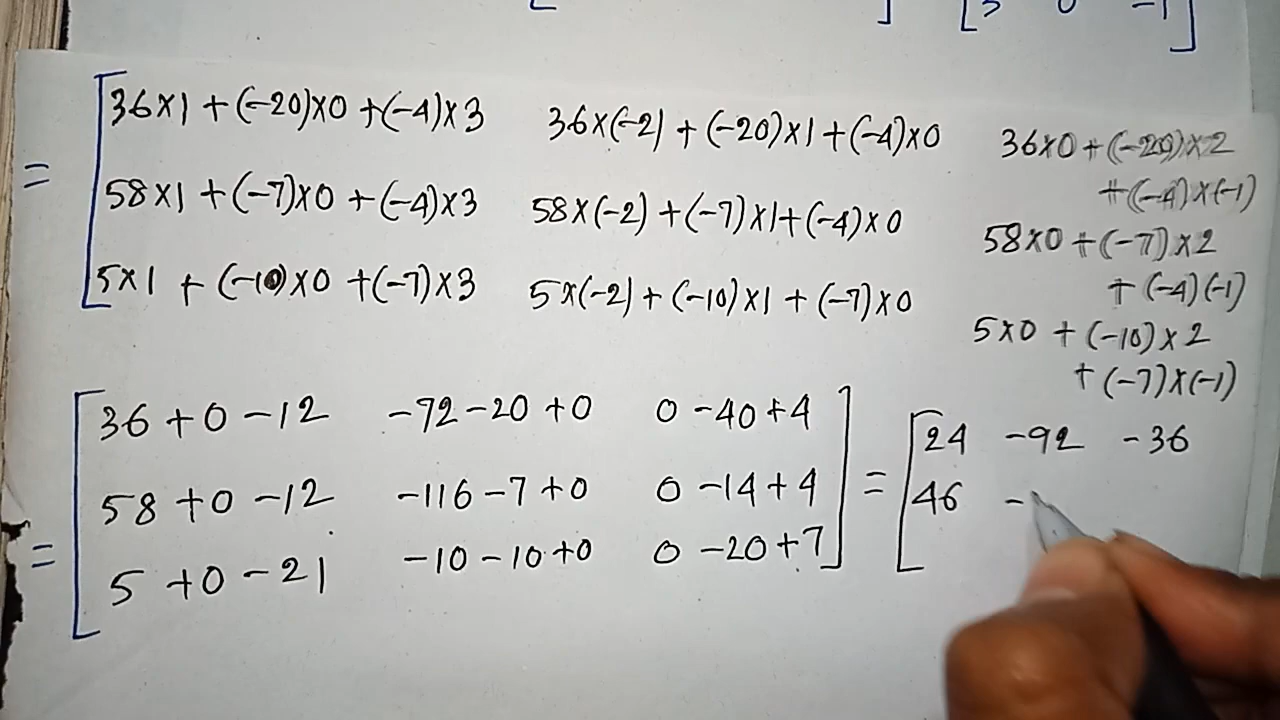 3 0 -1
36×1 + (-20)×0 + (-4)×3 36×(-2) + (-20)×1 + (-4)×0 36×0 + (-20)×2
+ (-4)×(-1)
= 58×1 + (-7)×0 + (-4)×3 58×(-2) + (-7)×1 + (-4)×0 58×0 + (-7)×2
+ (-4)(-1)
5×1 + (-10)×0 + (-7)×3 5×(-2) + (-10)×1 + (-7)×0 5×0 + (-10)×2
+ (-7)×(-1)
36 + 0 - 12 -72 - 20 + 0 0 - 40 + 4 24 -92 -36
58 + 0 - 12 -116 - 7 + 0 0 - 14 + 4 = 46 -
= 5 + 0 - 21 -10 - 10 + 0 0 - 20 + 7